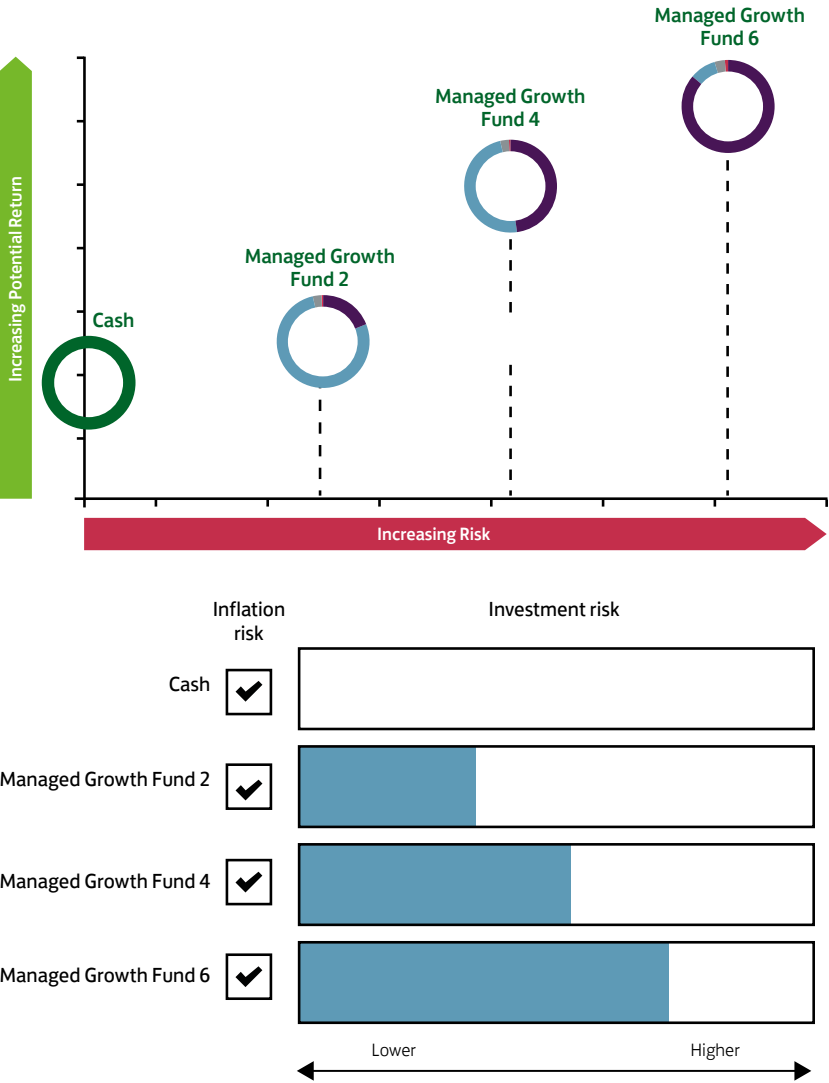 Managed Growth
Fund 6
Managed Growth
Fund 4
Managed Growth
Fund 2
Cash
Increasing Potential Return
Increasing Risk
Inflation
risk
Investment risk
Cash
Managed Growth Fund 2
Managed Growth Fund 4
Managed Growth Fund 6
Lower
Higher